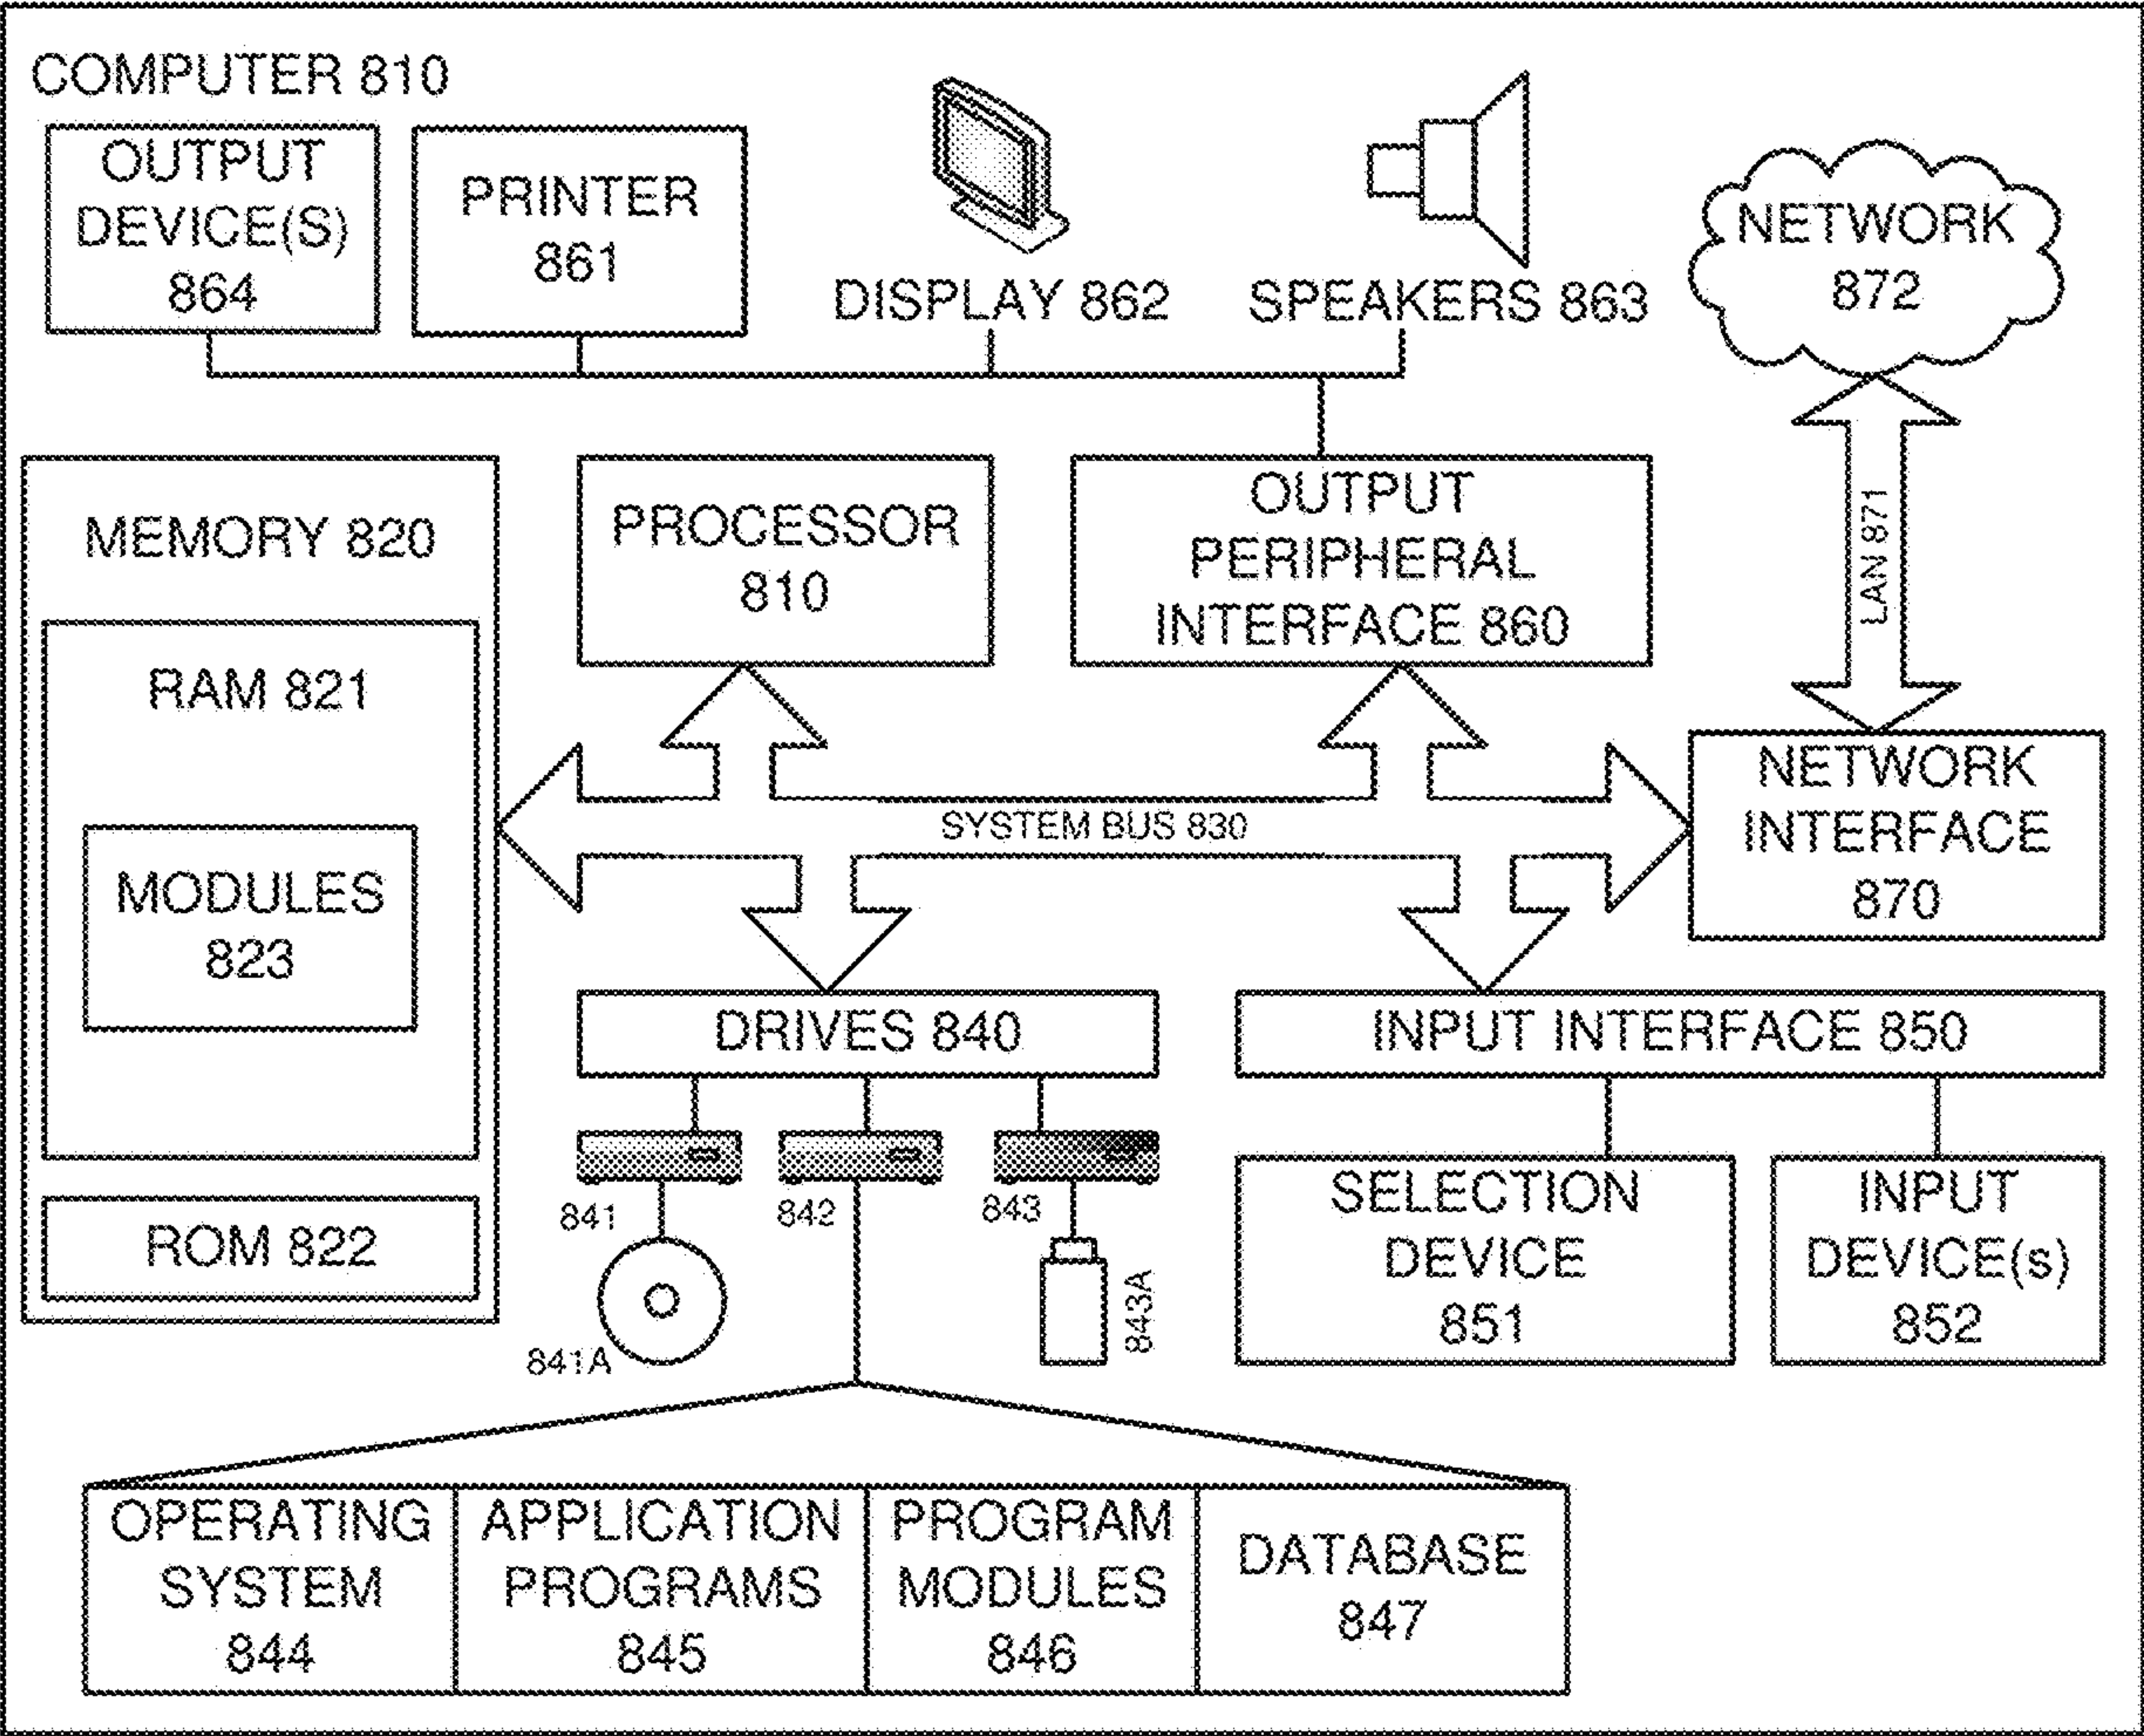 COMPUTER 810
OUTPUT
DEVICE(S)
864
PRINTER
861
DISPLAY 862
SPEAKERS 863
NETWORK
872
MEMORY 820
RAM 821
MODULES
823
ROM 822
PROCESSOR
810
OUTPUT
PERIPHERAL
INTERFACE 860
LAN 871
SYSTEM BUS 830
NETWORK
INTERFACE
870
DRIVES 840
841
842
843
841A
843A
INPUT INTERFACE 850
SELECTION
DEVICE
851
INPUT
DEVICE(s)
852
OPERATING
SYSTEM
844
APPLICATION
PROGRAMS
845
PROGRAM
MODULES
846
DATABASE
847